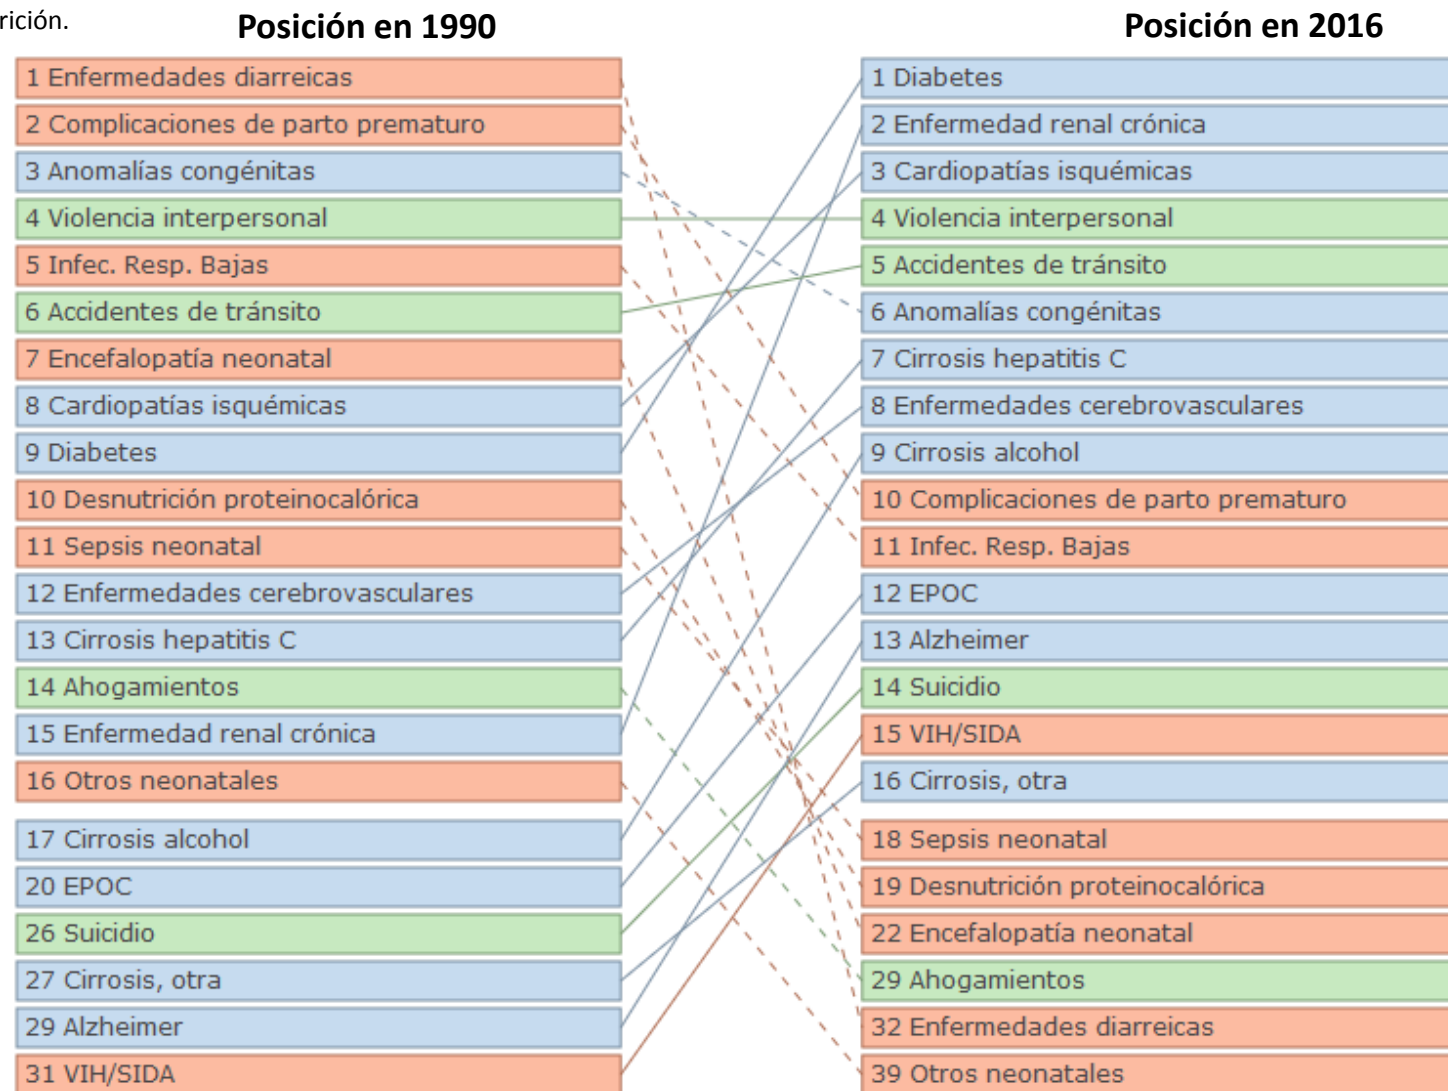 rición.
Posición en 1990
1 Enfermedades diarreicas
2 Complicaciones de parto prematuro
3 Anomalías congénitas
4 Violencia interpersonal
5 Infec. Resp. Bajas
6 Accidentes de tránsito
7 Encefalopatía neonatal
8 Cardiopatías isquémicas
9 Diabetes
10 Desnutrición proteinocalórica
11 Sepsis neonatal
12 Enfermedades cerebrovasculares
13 Cirrosis hepatitis C
14 Ahogamientos
15 Enfermedad renal crónica
16 Otros neonatales
17 Cirrosis alcohol
20 EPOC
26 Suicidio
27 Cirrosis, otra
29 Alzheimer
31 VIH/SIDA
Posición en 2016
1 Diabetes
2 Enfermedad renal crónica
3 Cardiopatías isquémicas
4 Violencia interpersonal
5 Accidentes de tránsito
6 Anomalías congénitas
7 Cirrosis hepatitis C
8 Enfermedades cerebrovasculares
9 Cirrosis alcohol
10 Complicaciones de parto prematuro
11 Infec. Resp. Bajas
12 EPOC
13 Alzheimer
14 Suicidio
15 VIH/SIDA
16 Cirrosis, otra
18 Sepsis neonatal
19 Desnutrición proteinocalórica
22 Encefalopatía neonatal
29 Ahogamientos
32 Enfermedades diarreicas
39 Otros neonatales